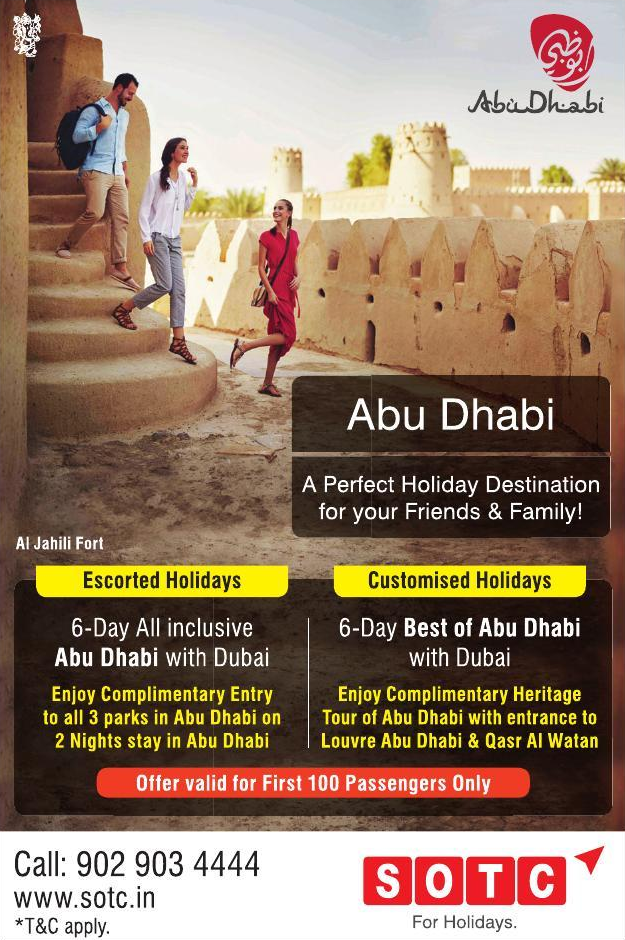 أبوظبي
Abu Dhabi
Abu Dhabi
A Perfect Holiday Destination
for your Friends & Family!
Al Jahili Fort
Escorted Holidays
6-Day All inclusive
Abu Dhabi with Dubai
Enjoy Complimentary Entry
to all 3 parks in Abu Dhabi on
2 Nights stay in Abu Dhabi
Customised Holidays
6-Day Best of Abu Dhabi
with Dubai
Enjoy Complimentary Heritage
Tour of Abu Dhabi with entrance to
Louvre Abu Dhabi & Qasr Al Watan
Offer valid for First 100 Passengers Only
Call: 902 903 4444
www.sotc.in
*T&C apply.
SOTC
For Holidays.